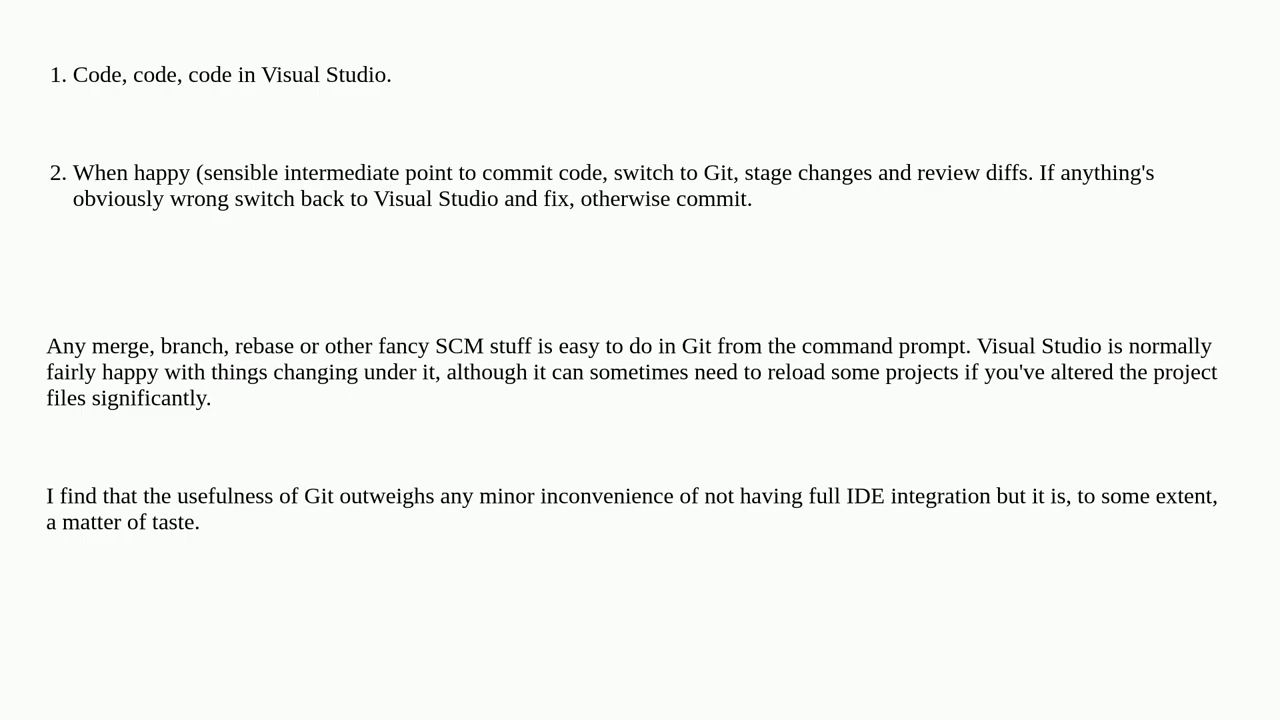 1. Code, code, code in Visual Studio.
2. When happy (sensible intermediate point to commit code, switch to Git, stage changes and review diffs. If anything's
obviously wrong switch back to Visual Studio and fix, otherwise commit.
Any merge, branch, rebase or other fancy SCM stuff is easy to do in Git from the command prompt. Visual Studio is normally
fairly happy with things changing under it, although it can sometimes need to reload some projects if you've altered the project
files significantly.
I find that the usefulness of Git outweighs any minor inconvenience of not having full IDE integration but it is, to some extent,
a matter of taste.